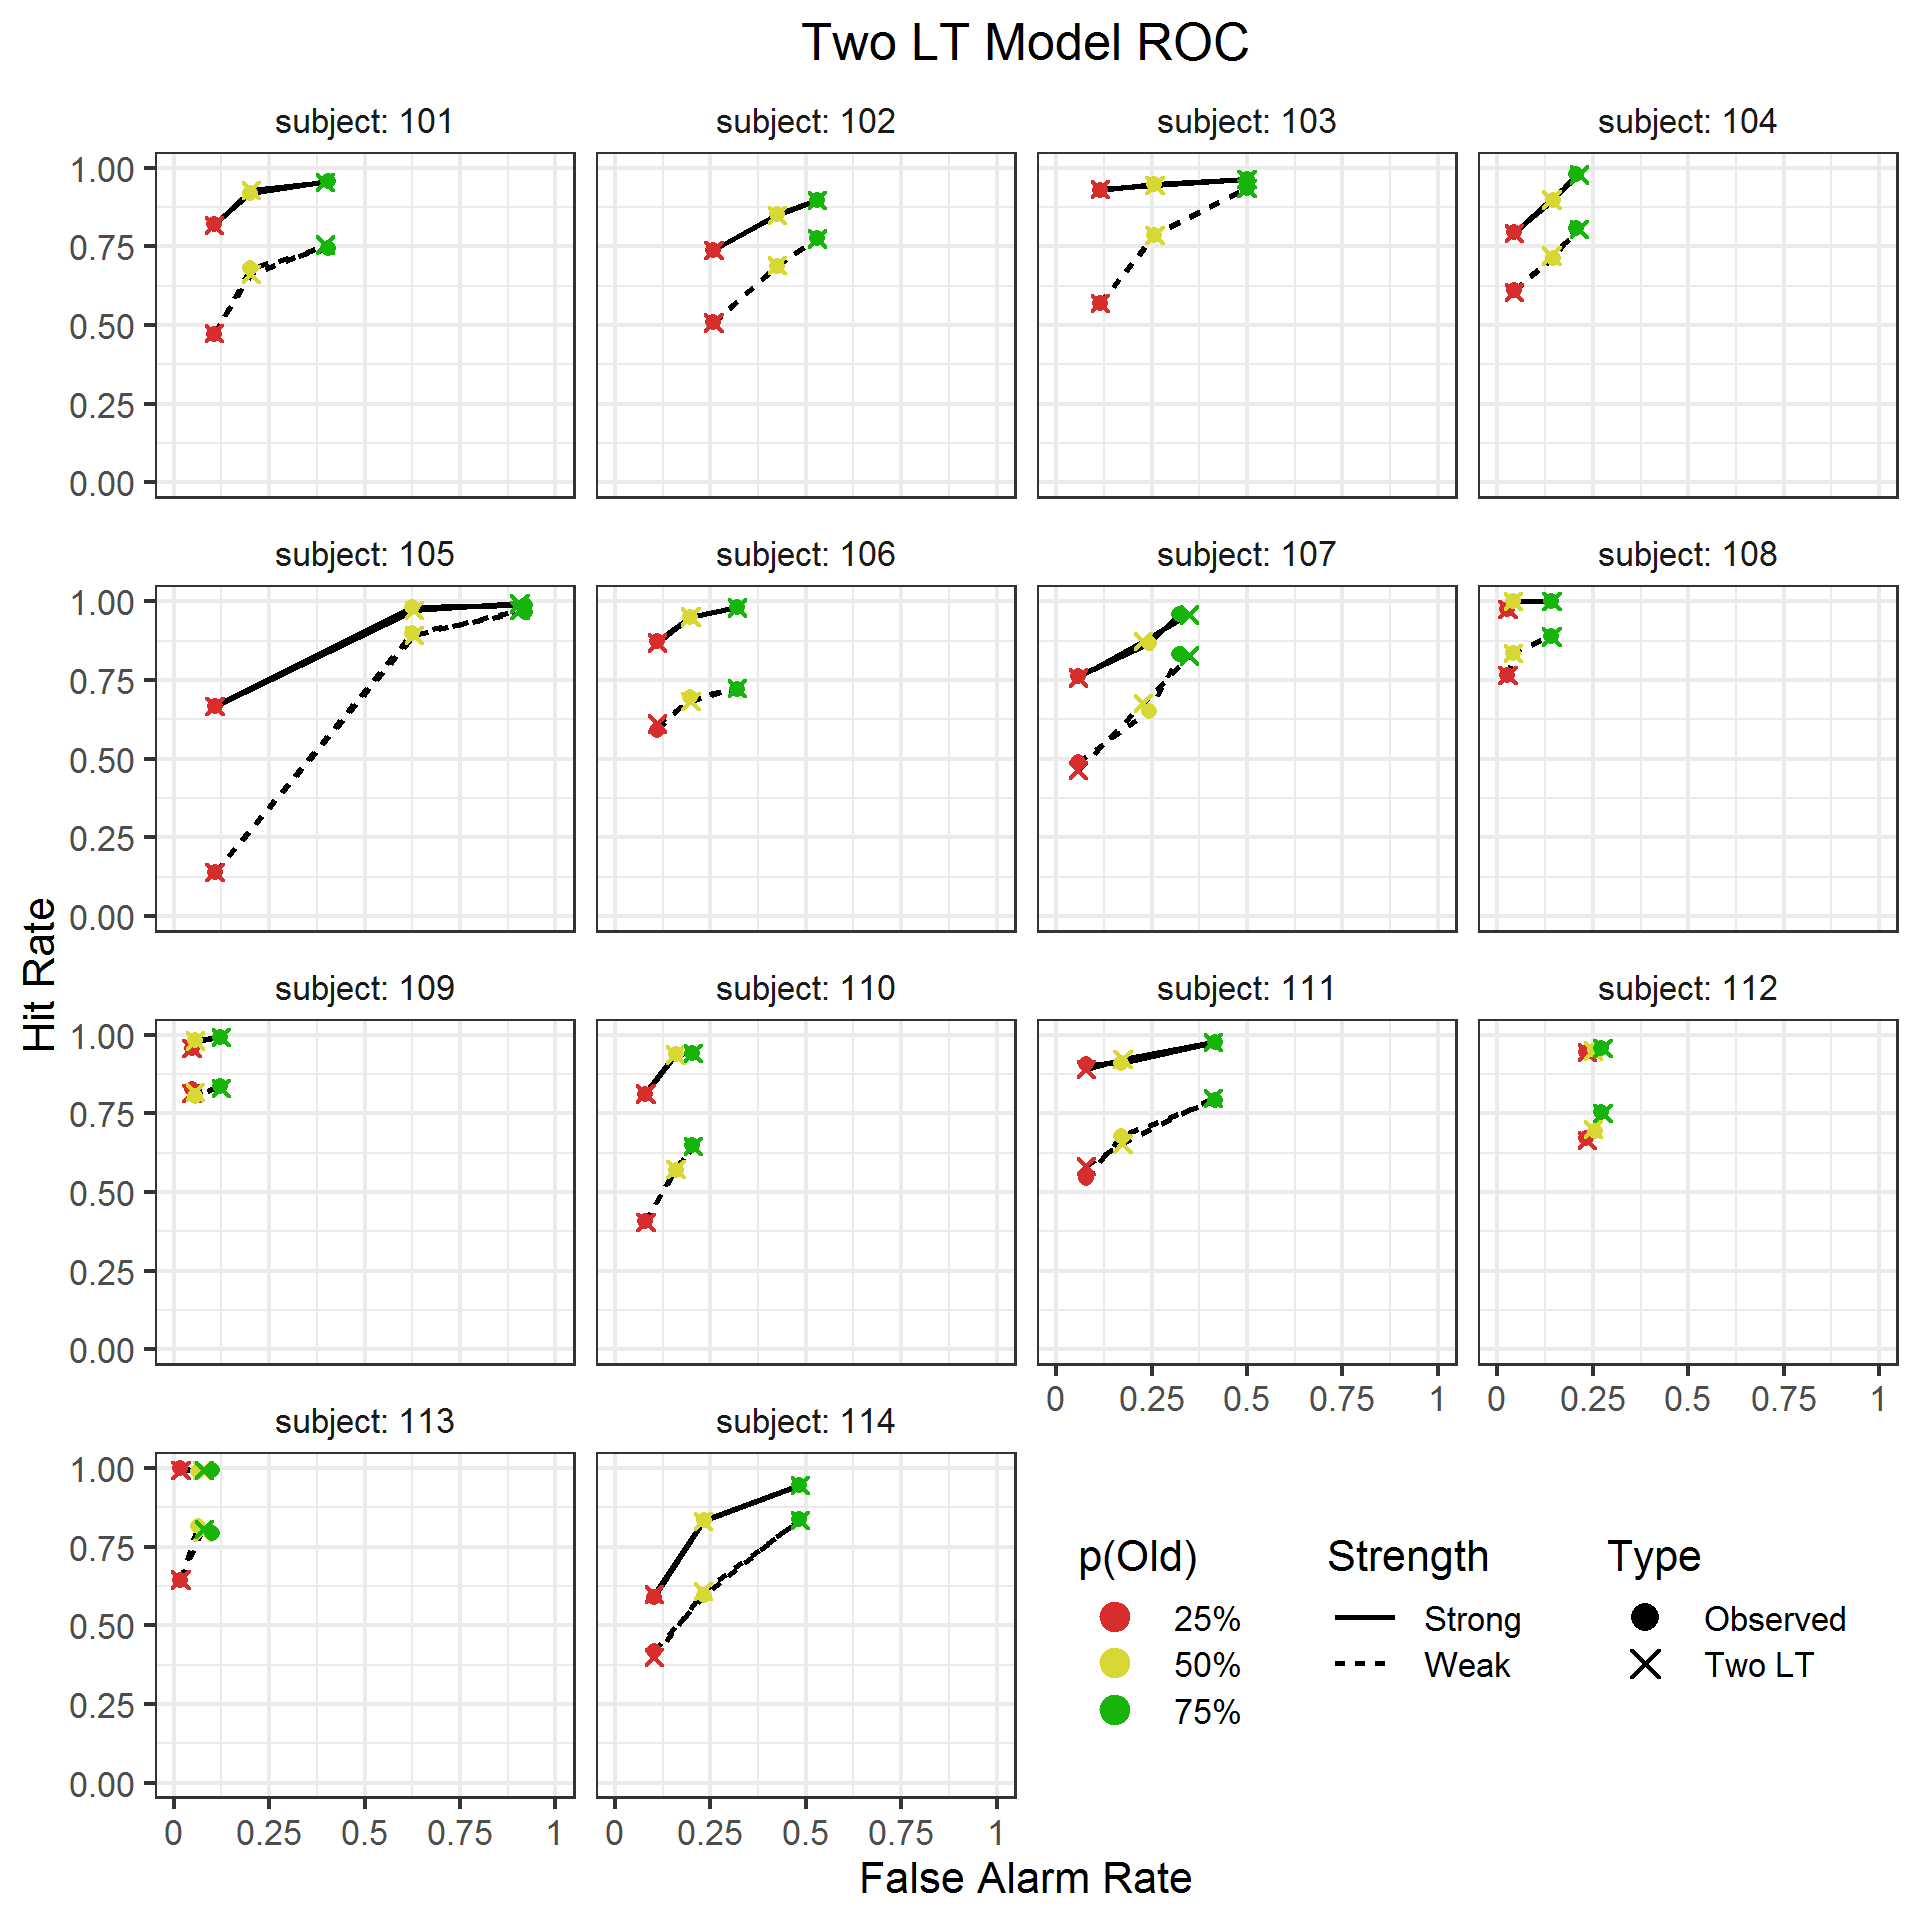 Two LT Model ROC
subject: 101
subject: 102
subject: 103
subject: 104
1.00
0.75
0.50
0.25
0.00
subject: 105
subject: 106
subject: 107
subject: 108
1.00
0.75
0.50
0.25
0.00
Hit Rate
subject: 109
subject: 110
subject: 111
subject: 112
1.00
0.75
0.50
0.25
0.00
0 0.25 0.5 0.75 1
0 0.25 0.5 0.75 1
subject: 113
subject: 114
1.00
0.75
0.50
0.25
0.00
0 0.25 0.5 0.75 1
0 0.25 0.5 0.75 1
False Alarm Rate
p(Old)
25%
50%
75%
Strength
Strong
Weak
Type
Observed
Two LT